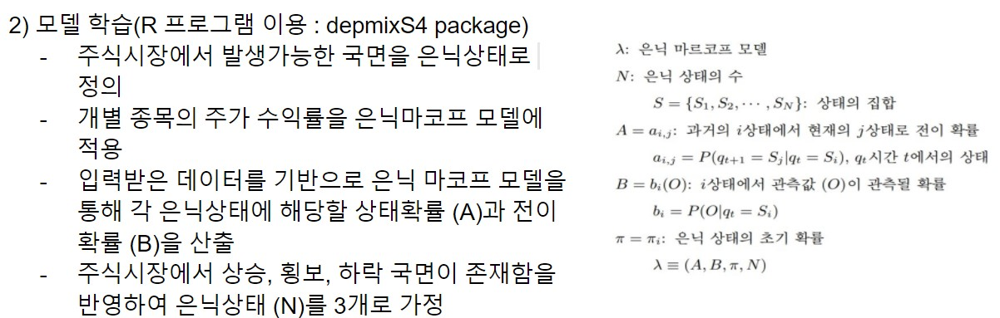 2) 모델 학습(R 프로그램 이용 : depmixS4 package)
- 주식시장에서 발생가능한 국면을 은닉상태로
정의
- 개별 종목의 주가 수익률을 은닉마코프 모델에
적용
- 입력받은 데이터를 기반으로 은닉 마코프 모델을
통해 각 은닉상태에 해당할 상태확률 (A)과 전이
확률 (B)을 산출
- 주식시장에서 상승, 횡보, 하락 국면이 존재함을
반영하여 은닉상태 (N)를 3개로 가정
λ: 은닉 마르코프 모델
N: 은닉 상태의 수
S = {S₁, S₂, ⋯ , S_N}: 상태의 집합
A = a_{i,j}: 과거의 i상태에서 현재의 j상태로 전이 확률
a_{i,j} = P(q_{t+1} = S_j|q_t = S_i), q_t시간 t에서의 상태
B = b_i(O): i상태에서 관측값 (O)이 관측될 확률
b_i = P(O|q_t = S_i)
π = π_i: 은닉 상태의 초기 확률
λ ≡ (A, B, π, N)